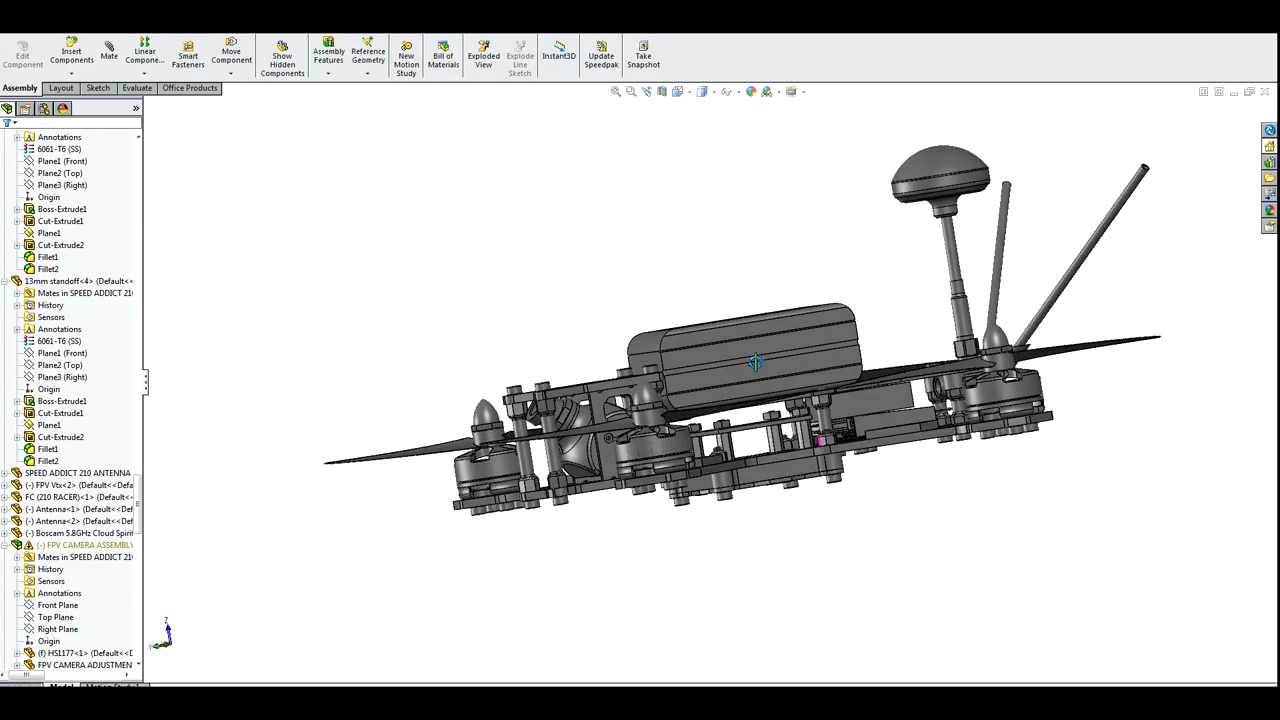 Edit Component
Insert Components
Mate
Linear Compone...
Smart Fasteners
Move Component
Show Hidden Components
Assembly Features
Reference Geometry
New Motion Study
Bill of Materials
Exploded View
Explode Line Sketch
Instant3D
Update Speedpak
Take Snapshot
Assembly
Layout
Sketch
Evaluate
Office Products
Annotations
6061-T6 (SS)
Plane1 (Front)
Plane2 (Top)
Plane3 (Right)
Origin
Boss-Extrude1
Cut-Extrude1
Plane1
Cut-Extrude2
Fillet1
Fillet2
13mm standoff<4> (Default<<
Mates in SPEED ADDICT 210
History
Sensors
Annotations
6061-T6 (SS)
Plane1 (Front)
Plane2 (Top)
Plane3 (Right)
Origin
Boss-Extrude1
Cut-Extrude1
Plane1
Cut-Extrude2
Fillet1
Fillet2
SPEED ADDICT 210 ANTENNA
(-) FPV Vtx<2> (Default<<Def
FC (210 RACER)<1> (Default<
(-) Antenna<1> (Default<<Def
(-) Antenna<2> (Default<<Def
(-) Boscam 5.8GHz Cloud Spiri
(-) FPV CAMERA ASSEMBLY
Mates in SPEED ADDICT 210
History
Sensors
Annotations
Front Plane
Top Plane
Right Plane
Origin
(f) HS1177<1> (Default<<D
FPV CAMERA ADJUSTMEN
Z
Y
Model
Motion Study1